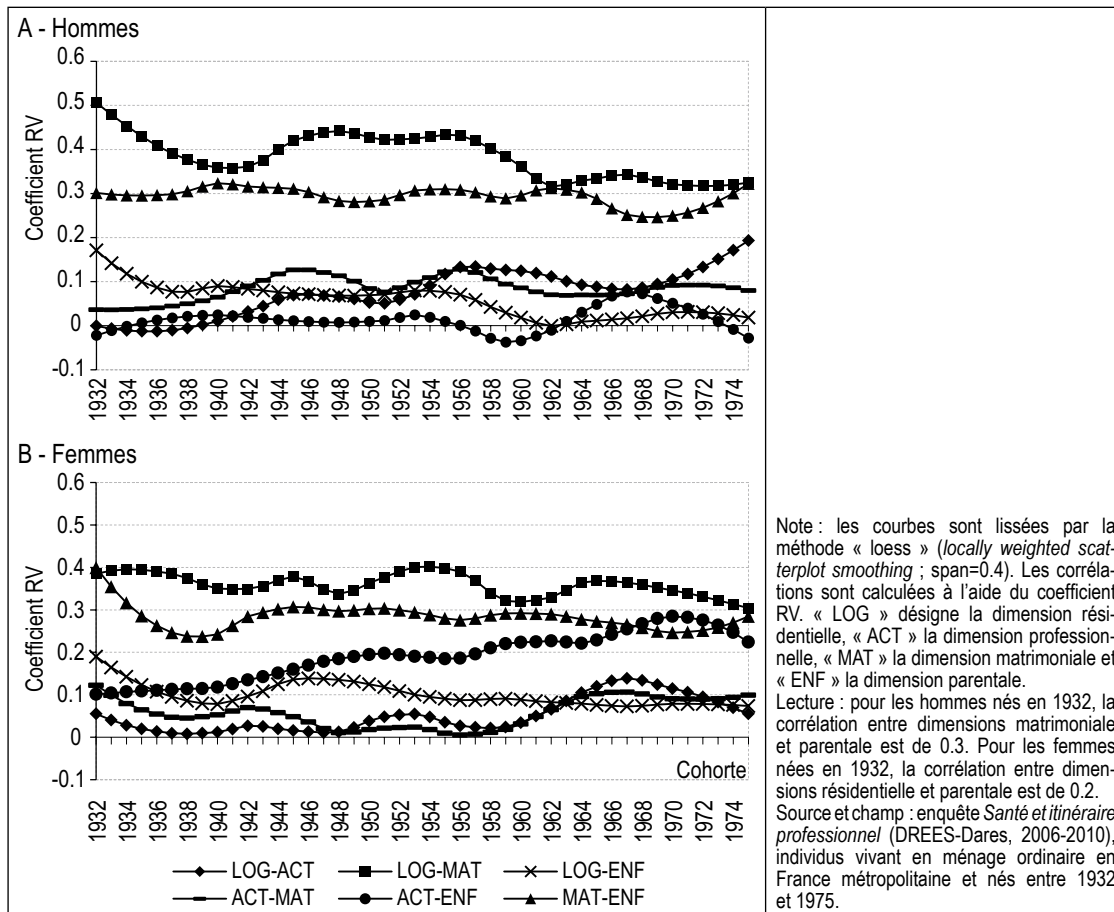 A - Hommes
Coefficient RV
0.6
0.5
0.4
0.3
0.2
0.1
0
-0.1
1932
1934
1936
1938
1940
1942
1944
1946
1948
1950
1952
1954
1956
1958
1960
1962
1964
1966
1968
1970
1972
1974
B - Femmes
Coefficient RV
0.6
0.5
0.4
0.3
0.2
0.1
0
-0.1
Cohorte
1932
1934
1936
1938
1940
1942
1944
1946
1948
1950
1952
1954
1956
1958
1960
1962
1964
1966
1968
1970
1972
1974
LOG-ACT
LOG-MAT
LOG-ENF
ACT-MAT
ACT-ENF
MAT-ENF
Note : les courbes sont lissées par la
méthode « loess » (locally weighted scat-
terplot smoothing ; span=0.4). Les corréla-
tions sont calculées à l'aide du coefficient
RV. « LOG » désigne la dimension rési-
dentielle, « ACT » la dimension profession-
nelle, « MAT » la dimension matrimoniale et
« ENF » la dimension parentale.
Lecture : pour les hommes nés en 1932, la
corrélation entre dimensions matrimoniale
et parentale est de 0.3. Pour les femmes
nées en 1932, la corrélation entre dimen-
sions résidentielle et parentale est de 0.2.
Source et champ : enquête Santé et itinéraire
professionnel (DREES-Dares, 2006-2010),
individus vivant en ménage ordinaire en
France métropolitaine et nés entre 1932
et 1975.